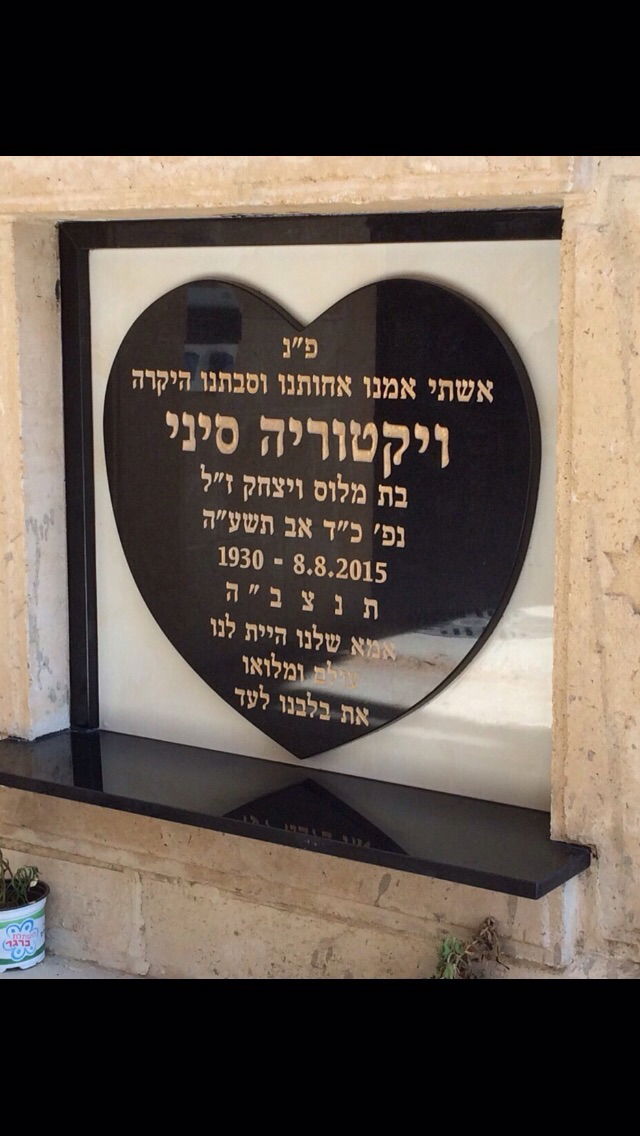 פ״נ
אשתי אמנו אחותנו וסבתנו היקרה
ויקטוריה סיני
בת מלוס ויצחק ז״ל
נפ׳ כ״ד אב תשע״ה
1930 - 8.8.2015
ת נ צ ב ״ ה
אמא שלנו היית לנו
עולם ומלואו
את בלבנו לעד
ברגר